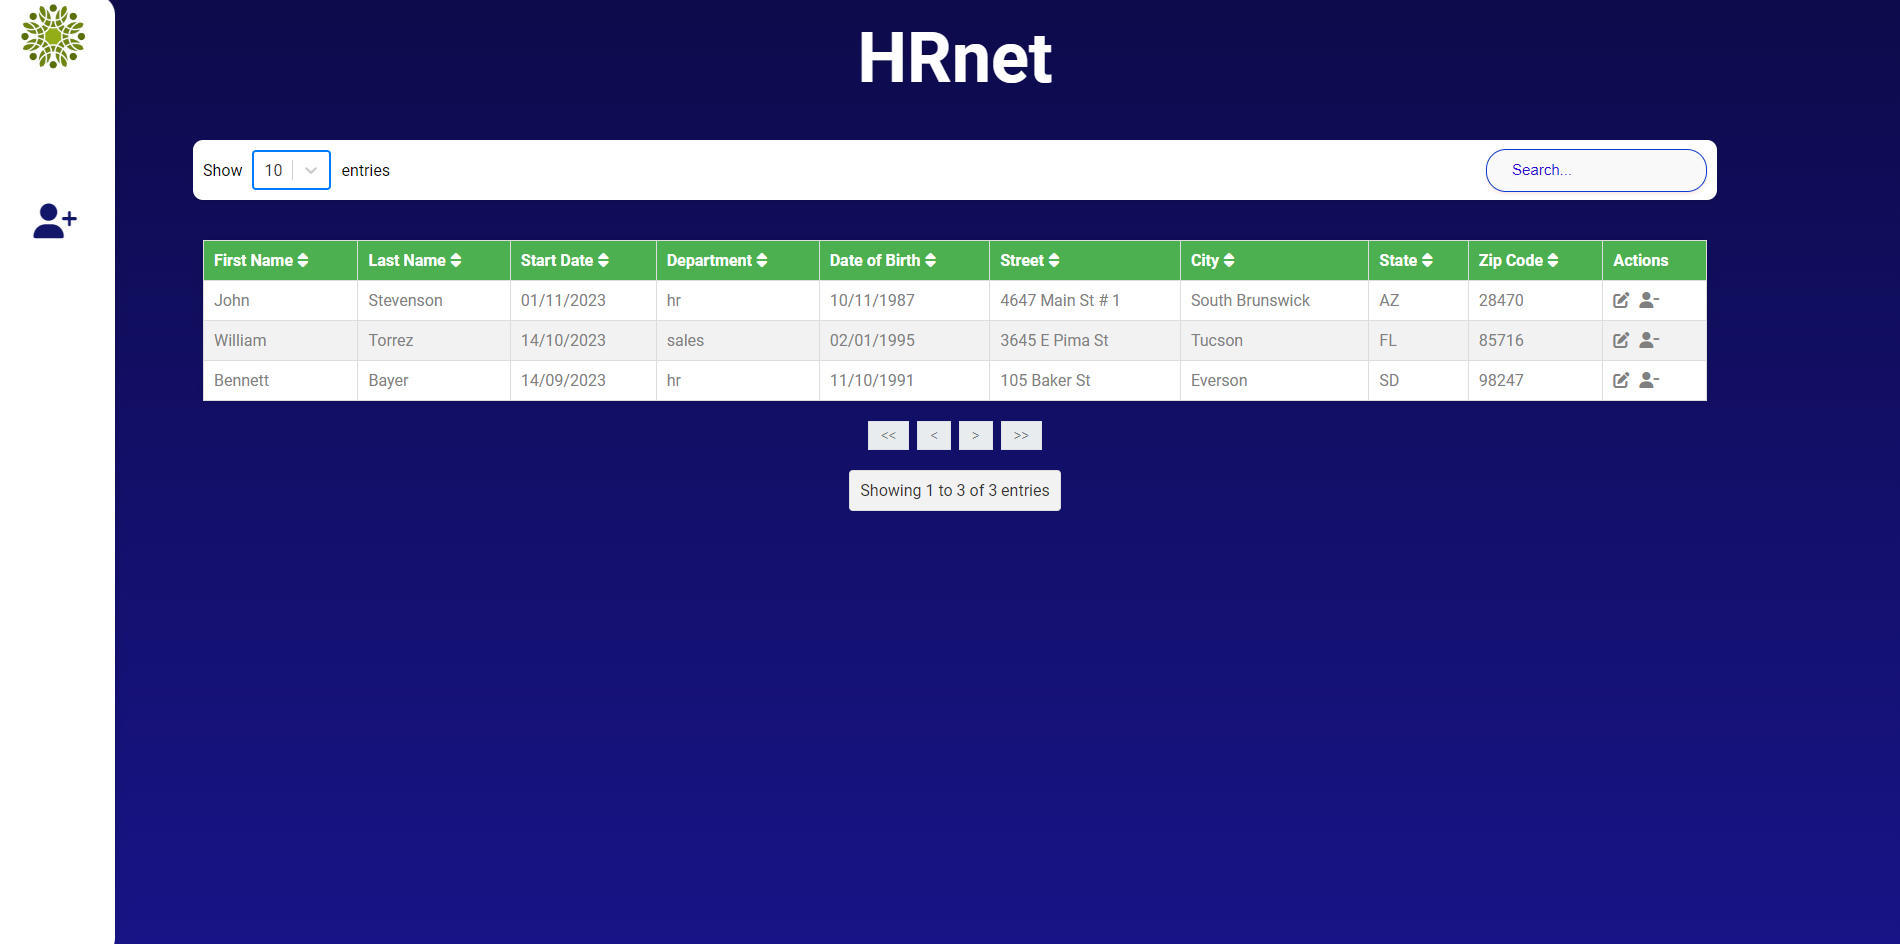 HRnet
Show 10 entries Search...
First Name Last Name Start Date Department Date of Birth Street City State Zip Code Actions
John Stevenson 01/11/2023 hr 10/11/1987 4647 Main St # 1 South Brunswick AZ 28470
William Torrez 14/10/2023 sales 02/01/1995 3645 E Pima St Tucson FL 85716
Bennett Bayer 14/09/2023 hr 11/10/1991 105 Baker St Everson SD 98247
<< < > >>
Showing 1 to 3 of 3 entries